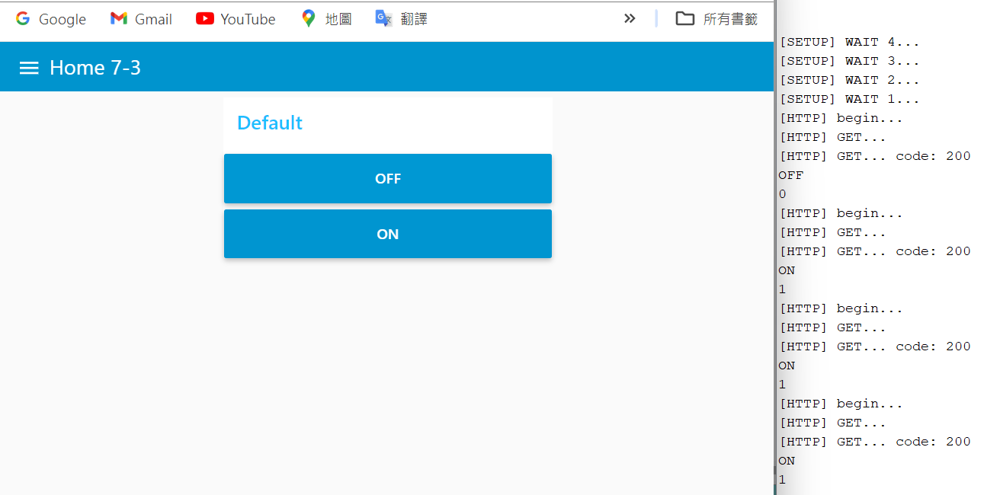 Google Gmail YouTube 地圖 翻譯 » 所有書籤
Home 7-3
Default
OFF
ON
[SETUP] WAIT 4...
[SETUP] WAIT 3...
[SETUP] WAIT 2...
[SETUP] WAIT 1...
[HTTP] begin...
[HTTP] GET...
[HTTP] GET... code: 200
OFF
0
[HTTP] begin...
[HTTP] GET...
[HTTP] GET... code: 200
ON
1
[HTTP] begin...
[HTTP] GET...
[HTTP] GET... code: 200
ON
1
[HTTP] begin...
[HTTP] GET...
[HTTP] GET... code: 200
ON
1